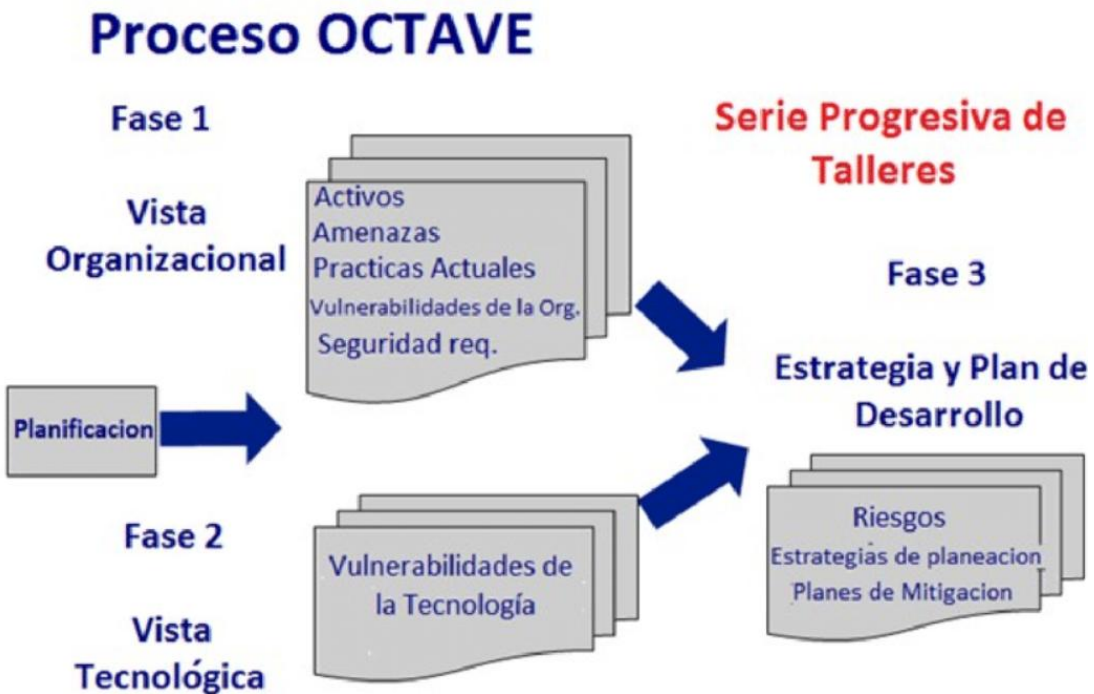 Proceso OCTAVE
Fase 1
Vista
Organizacional
Activos
Amenazas
Practicas Actuales
Vulnerabilidades de la Org.
Seguridad req.
Serie Progresiva de
Talleres
Planificacion
Fase 2
Vista
Tecnológica
Vulnerabilidades de
la Tecnología
Fase 3
Estrategia y Plan de
Desarrollo
Riesgos
Estrategias de planeacion
Planes de Mitigacion